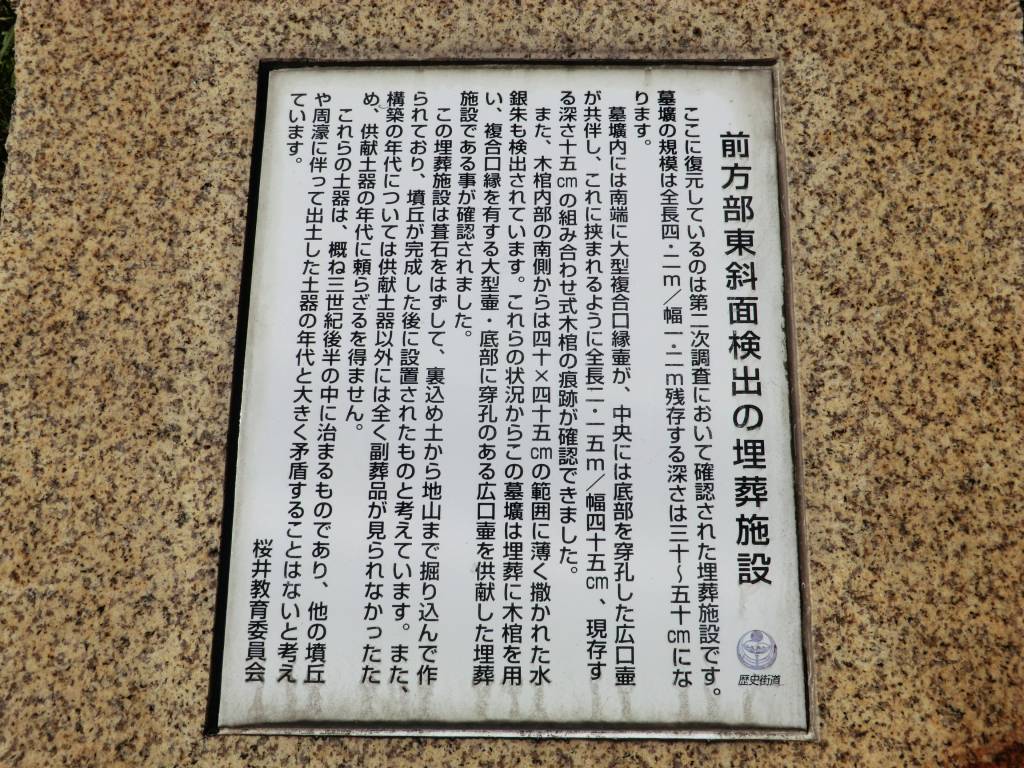 前方部東斜面検出の埋葬施設
ここに復元しているのは第二次調査において確認された埋葬施設です。
墓壙の規模は全長四・二ｍ／幅一・二ｍ残存する深さは三十～五十㎝にな
ります。
墓壙内には南端に大型複合口縁壷が、中央には底部を穿孔した広口壷
が共伴し、これに挟まれるように全長二・一五ｍ／幅四十五㎝、現存す
る深さ十五㎝の組み合わせ式木棺の痕跡が確認できました。
また、木棺内部の南側からは四十×四十五㎝の範囲に薄く撒かれた水
銀朱も検出されています。これらの状況からこの墓壙は埋葬に木棺を用
い、複合口縁を有する大型壷・底部に穿孔のある広口壷を供献した埋葬
施設である事が確認されました。
この埋葬施設は葺石をはずして、裏込め土から地山まで掘り込んで作
られており、墳丘が完成した後に設置されたものと考えています。また、
構築の年代については供献土器以外には全く副葬品が見られなかったた
め、供献土器の年代に頼らざるを得ません。
これらの土器は、概ね三世紀後半の中に治まるものであり、他の墳丘
や周濠に伴って出土した土器の年代と大きく矛盾することはないと考え
ています。
桜井教育委員会
歴史街道